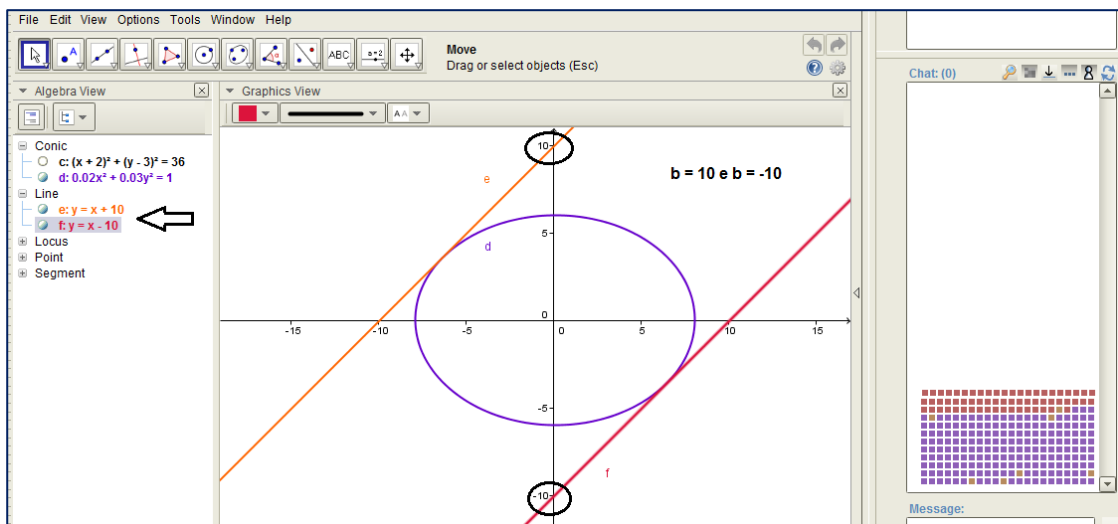 File Edit View Options Tools Window Help
A
ABC
a=2
Move
Drag or select objects (Esc)
Algebra View
Graphics View
A A
Conic
c: (x + 2)² + (y - 3)² = 36
d: 0.02x² + 0.03y² = 1
Line
e: y = x + 10
f: y = x - 10
Locus
Point
Segment
b = 10 e b = -10
10
e
5
d
0
-15
-10
-5
0
5
10
15
-5
-10
f
Chat: (0)
Message: